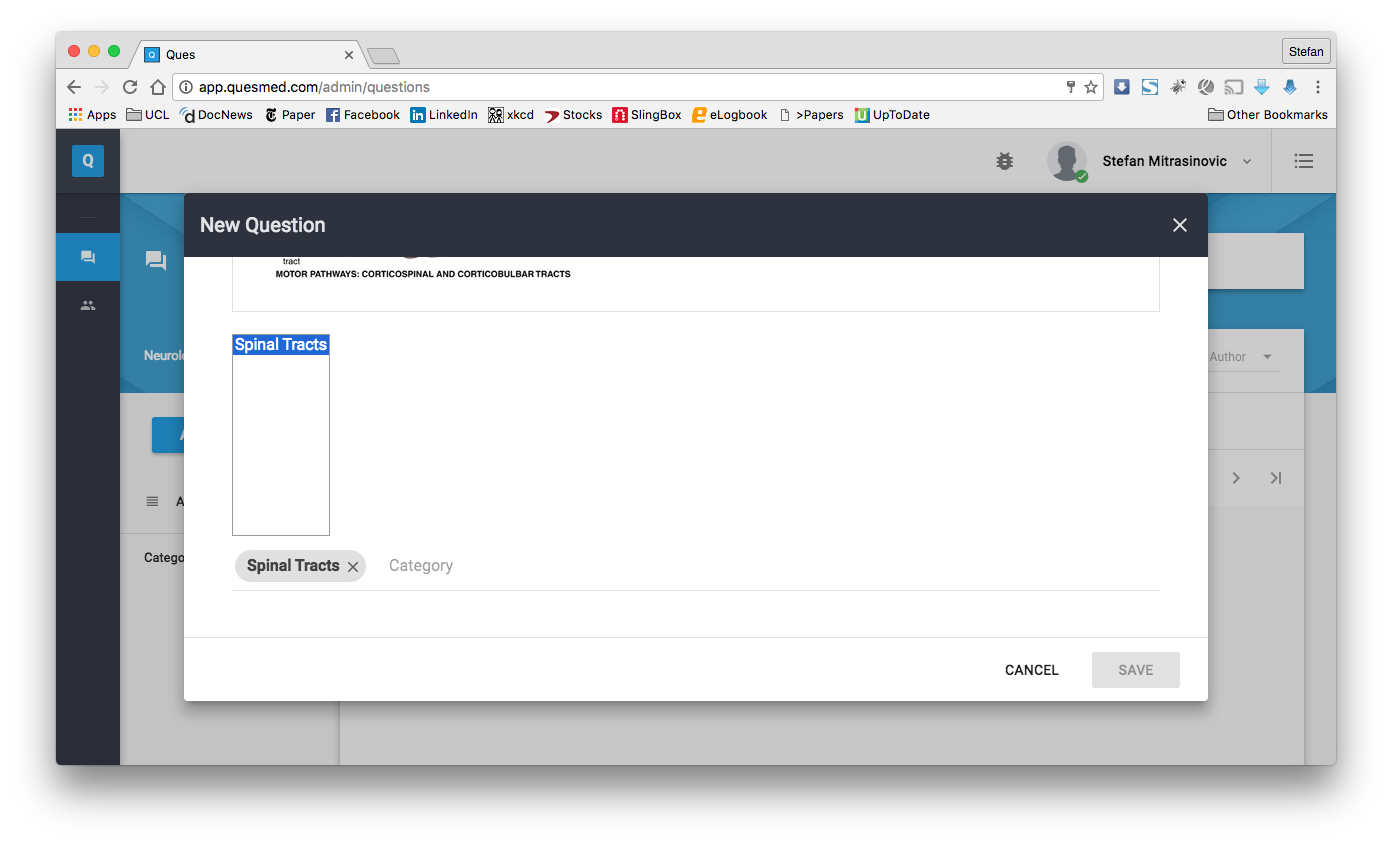 Ques
Stefan
app.quesmed.com/admin/questions
Apps UCL DocNews Paper Facebook LinkedIn xkcd Stocks SlingBox eLogbook >Papers UpToDate Other Bookmarks
Q
Stefan Mitrasinovic
New Question
tract
MOTOR PATHWAYS: CORTICOSPINAL AND CORTICOBULBAR TRACTS
Spinal Tracts
Neurolo
Author
A
A
Catego
Spinal Tracts Category
CANCEL SAVE